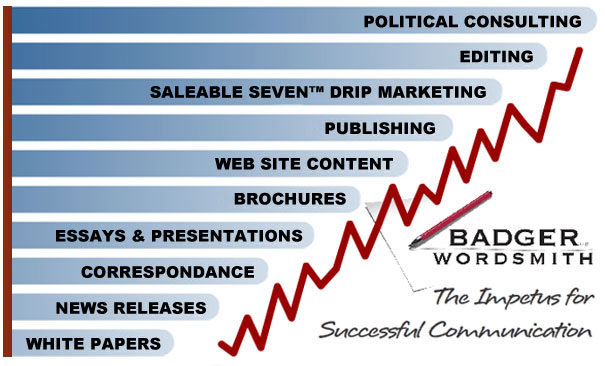 POLITICAL CONSULTING
EDITING
SALEABLE SEVEN™ DRIP MARKETING
PUBLISHING
WEB SITE CONTENT
BROCHURES
ESSAYS & PRESENTATIONS
CORRESPONDANCE
NEWS RELEASES
WHITE PAPERS
BADGER
WORDSMITH
The Impetus for
Successful Communication